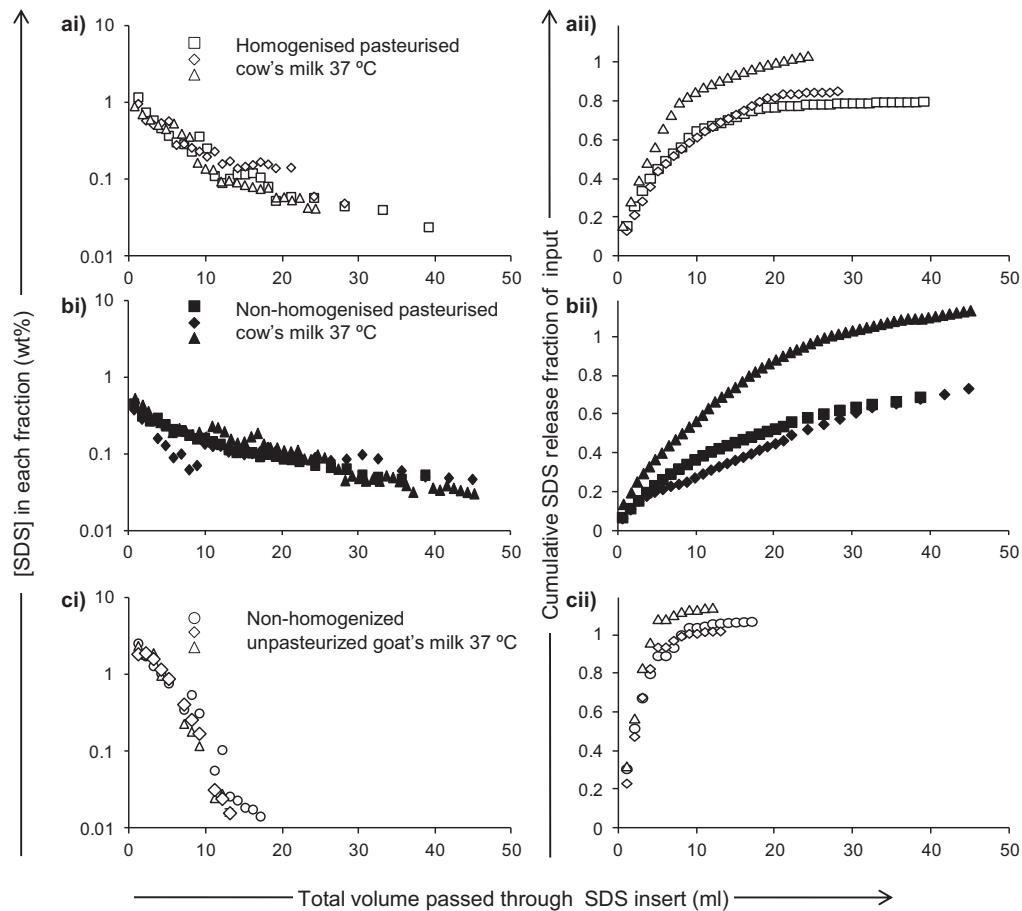 ai)
10
1
0.1
0.01
0 10 20 30 40 50
Homogenised pasteurised
cow's milk 37 ºC
aii)
1
0.8
0.6
0.4
0.2
0
0 10 20 30 40 50
bi)
10
1
0.1
0.01
0 10 20 30 40 50
Non-homogenised pasteurised
cow's milk 37 ºC
bii)
1
0.8
0.6
0.4
0.2
0
0 10 20 30 40 50
ci)
10
1
0.1
0.01
0 10 20 30 40 50
Non-homogenized
unpasteurized goat's milk 37 ºC
cii)
1
0.8
0.6
0.4
0.2
0
0 10 20 30 40 50
[SDS] in each fraction (wt%)
Cumulative SDS release fraction of input
Total volume passed through SDS insert (ml)